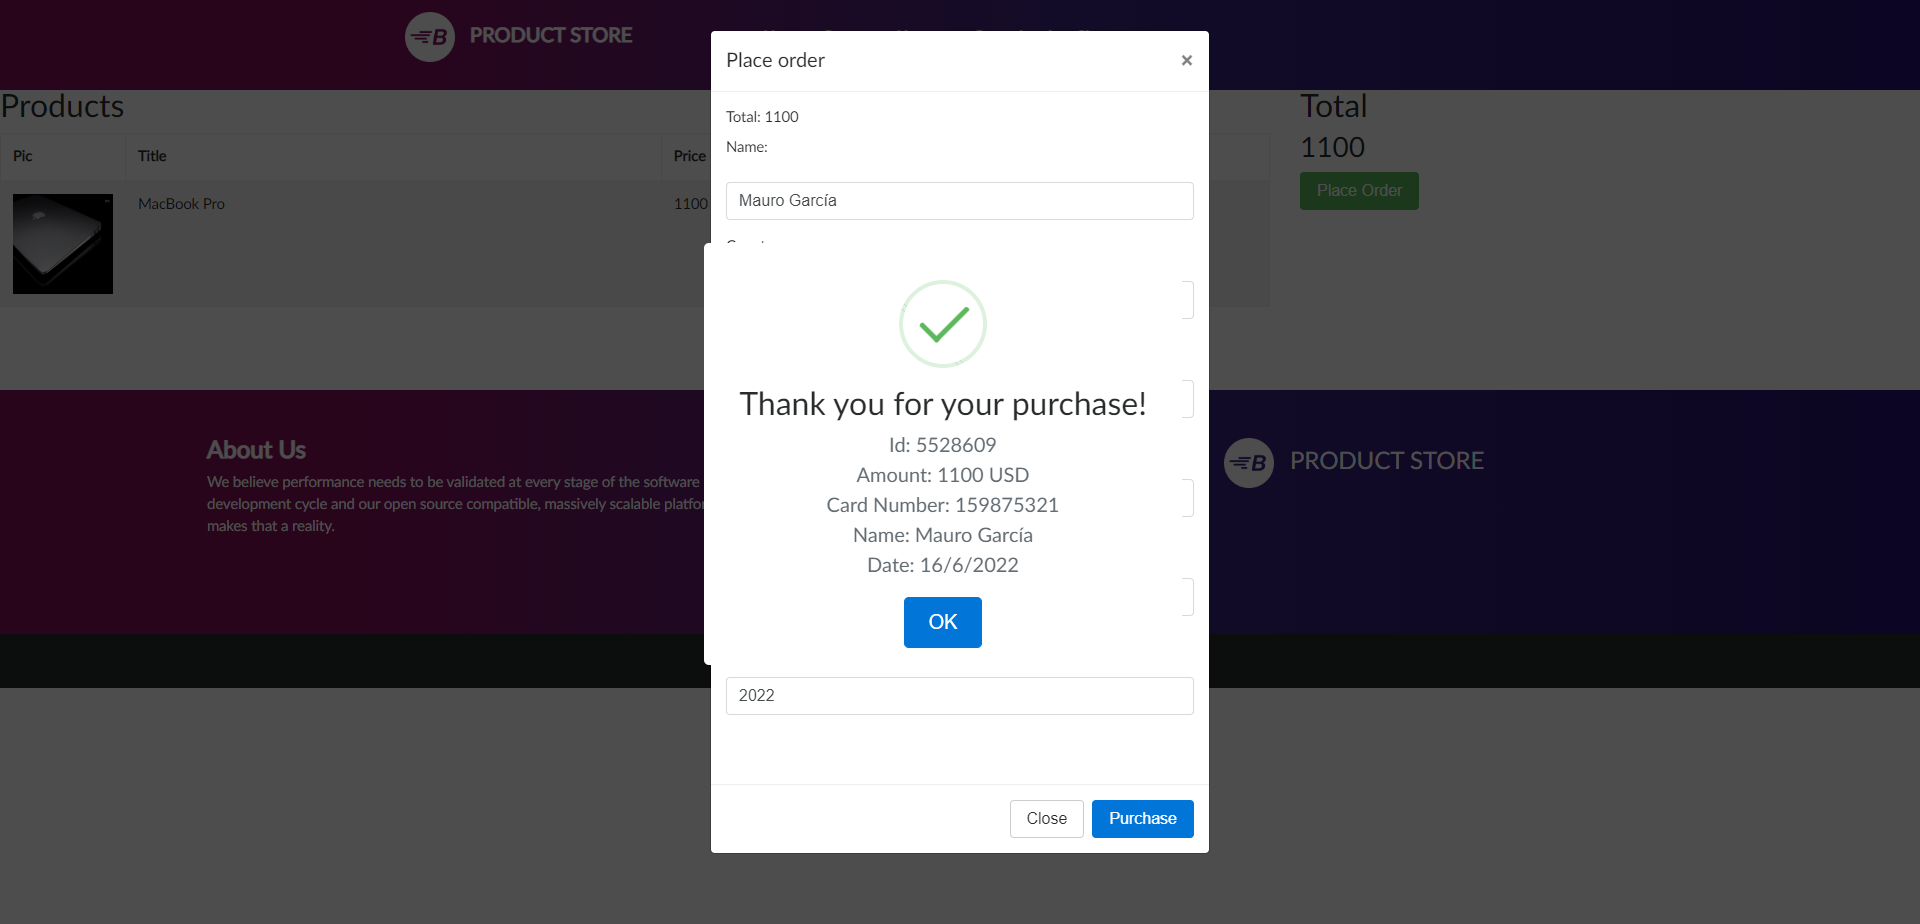 B PRODUCT STORE
Place order ×
Products
Total
Total: 1100
1100
Name:
Pic Title Price
Place Order
MacBook Pro 1100
Mauro García
Thank you for your purchase!
Id: 5528609
Amount: 1100 USD
Card Number: 159875321
Name: Mauro García
Date: 16/6/2022
OK
About Us
We believe performance needs to be validated at every stage of the software
development cycle and our open source compatible, massively scalable
makes that a reality.
B PRODUCT STORE
2022
Close Purchase